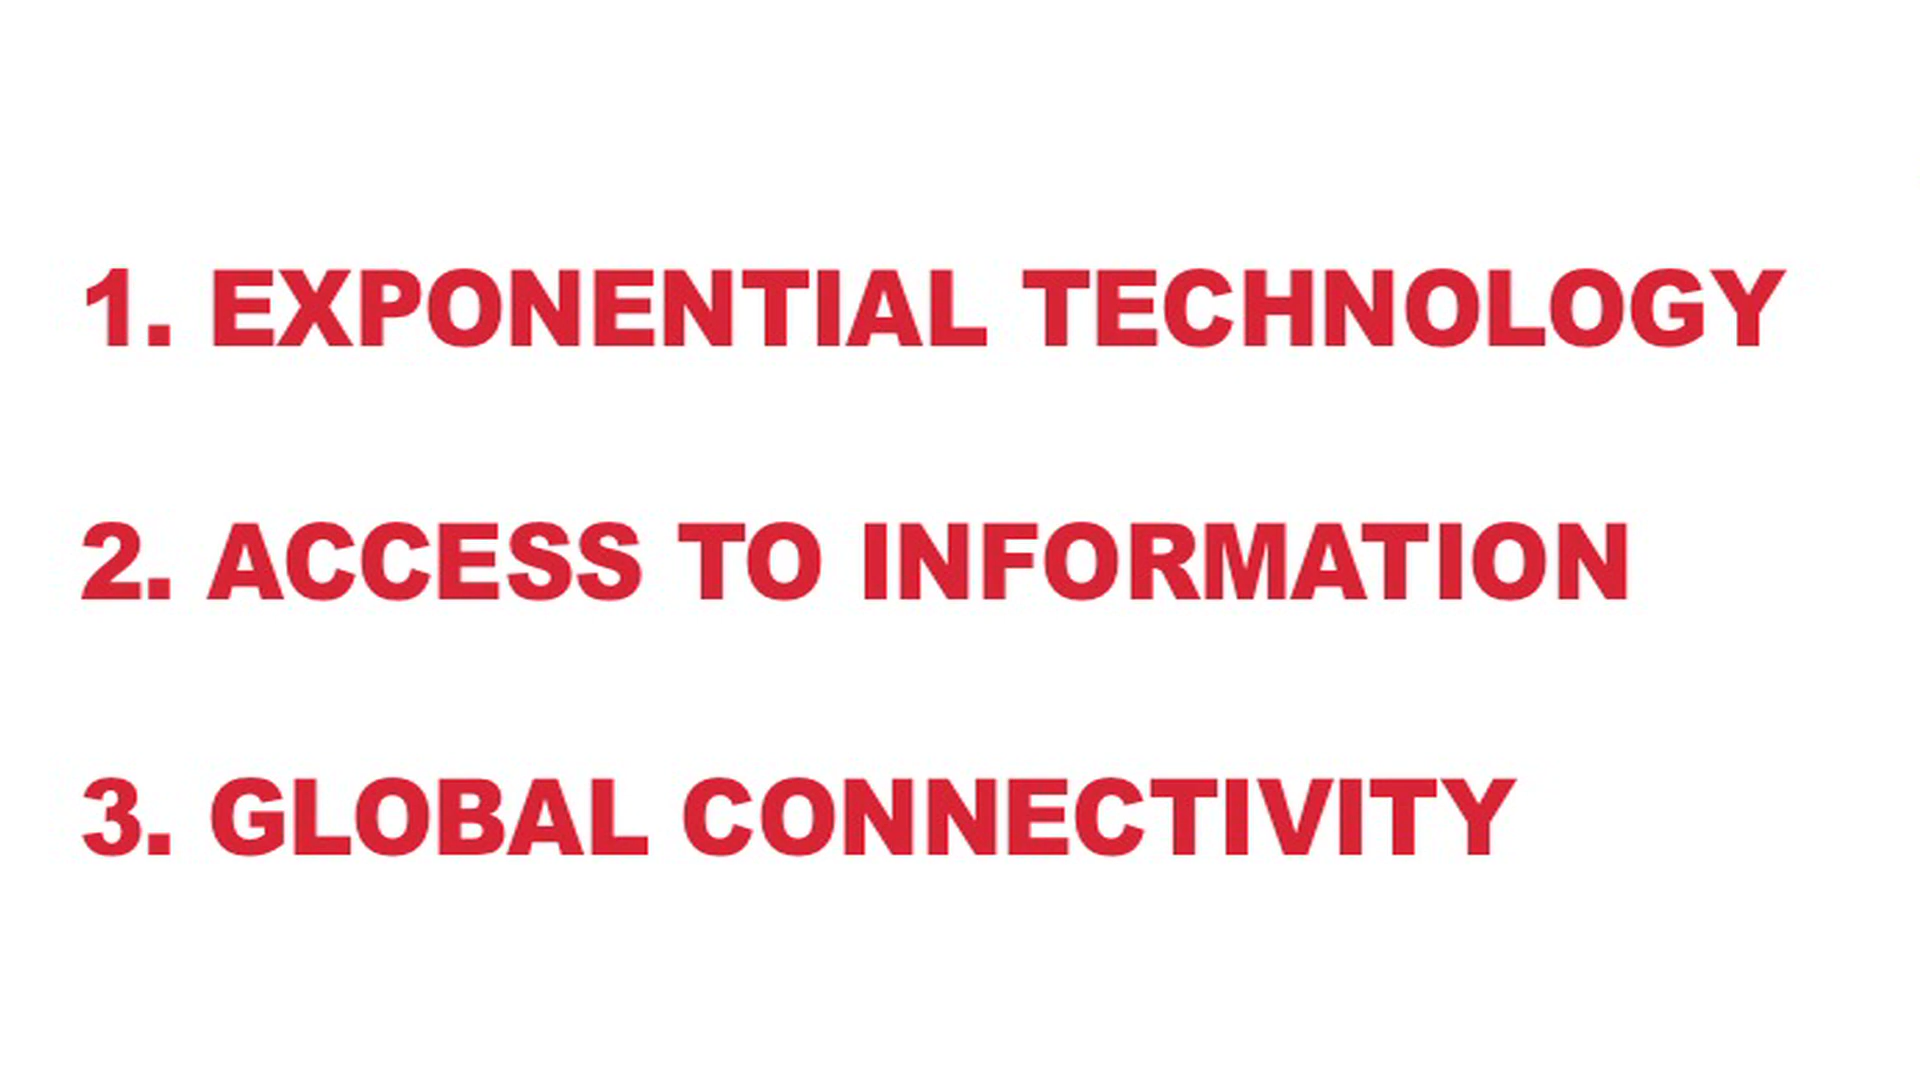 1. EXPONENTIAL TECHNOLOGY
2. ACCESS TO INFORMATION
3. GLOBAL CONNECTIVITY